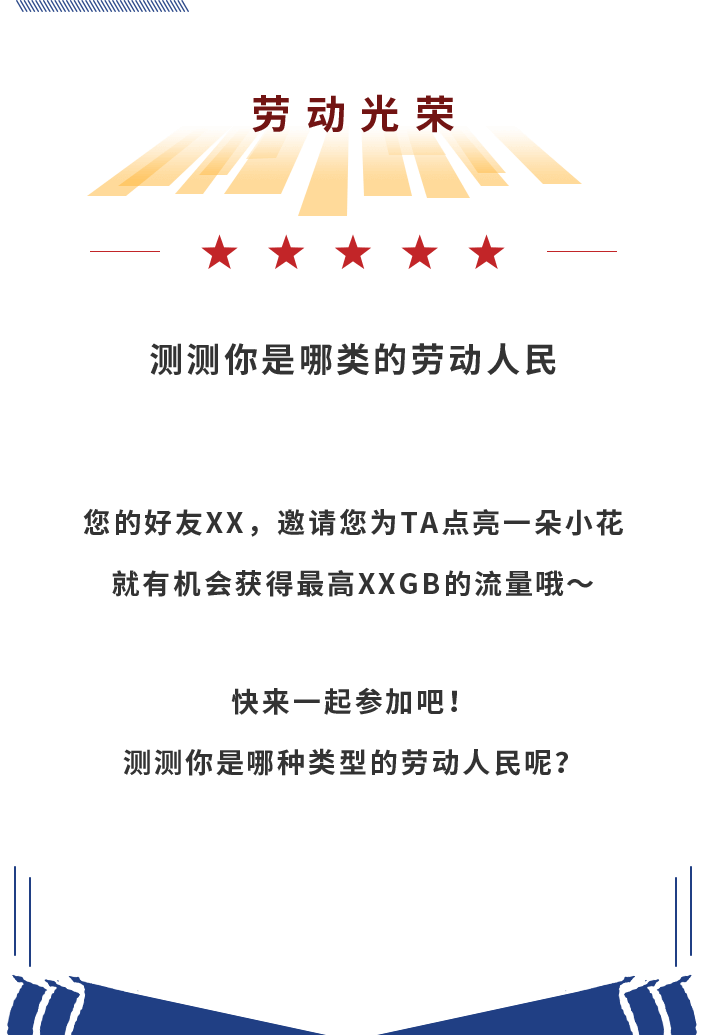 劳动光荣
测测你是哪类的劳动人民
您的好友XX，邀请您为TA点亮一朵小花
就有机会获得最高XXGB的流量哦～
快来一起参加吧！
测测你是哪种类型的劳动人民呢？